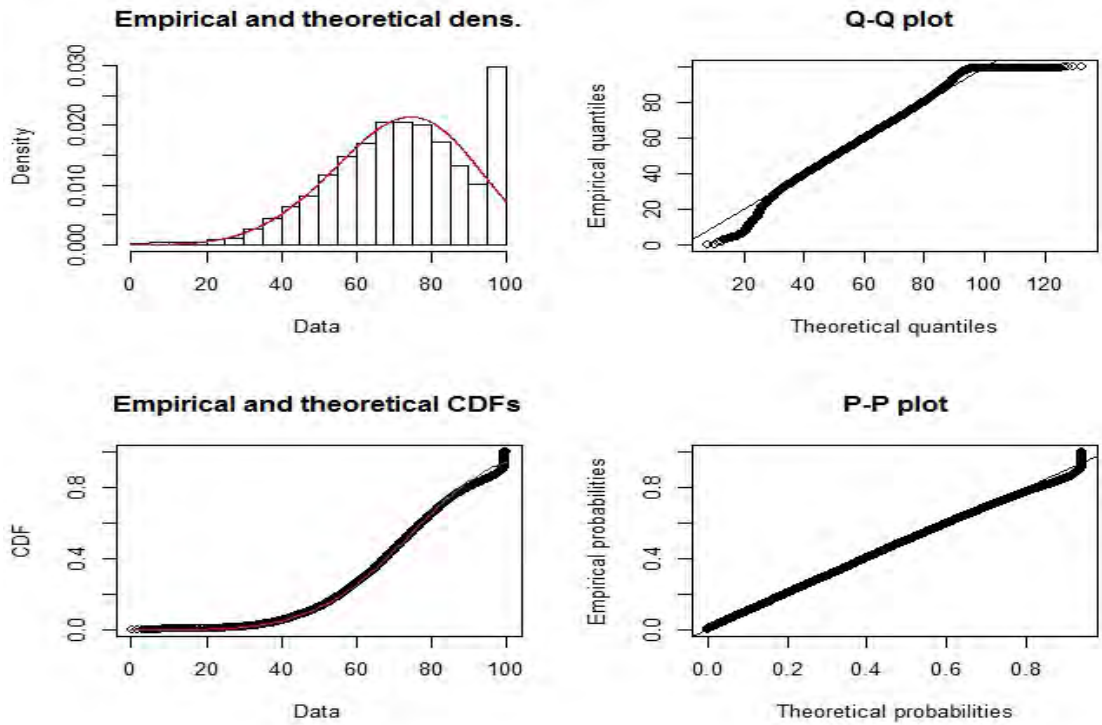 Empirical and theoretical dens.
Density
0.000 0.010 0.020 0.030
0 20 40 60 80 100
Data
Q-Q plot
Empirical quantiles
0 20 40 60 80
20 40 60 80 100 120
Theoretical quantiles
Empirical and theoretical CDFs
CDF
0.0 0.4 0.8
0 20 40 60 80 100
Data
P-P plot
Empirical probabilities
0.0 0.4 0.8
0.0 0.2 0.4 0.6 0.8
Theoretical probabilities